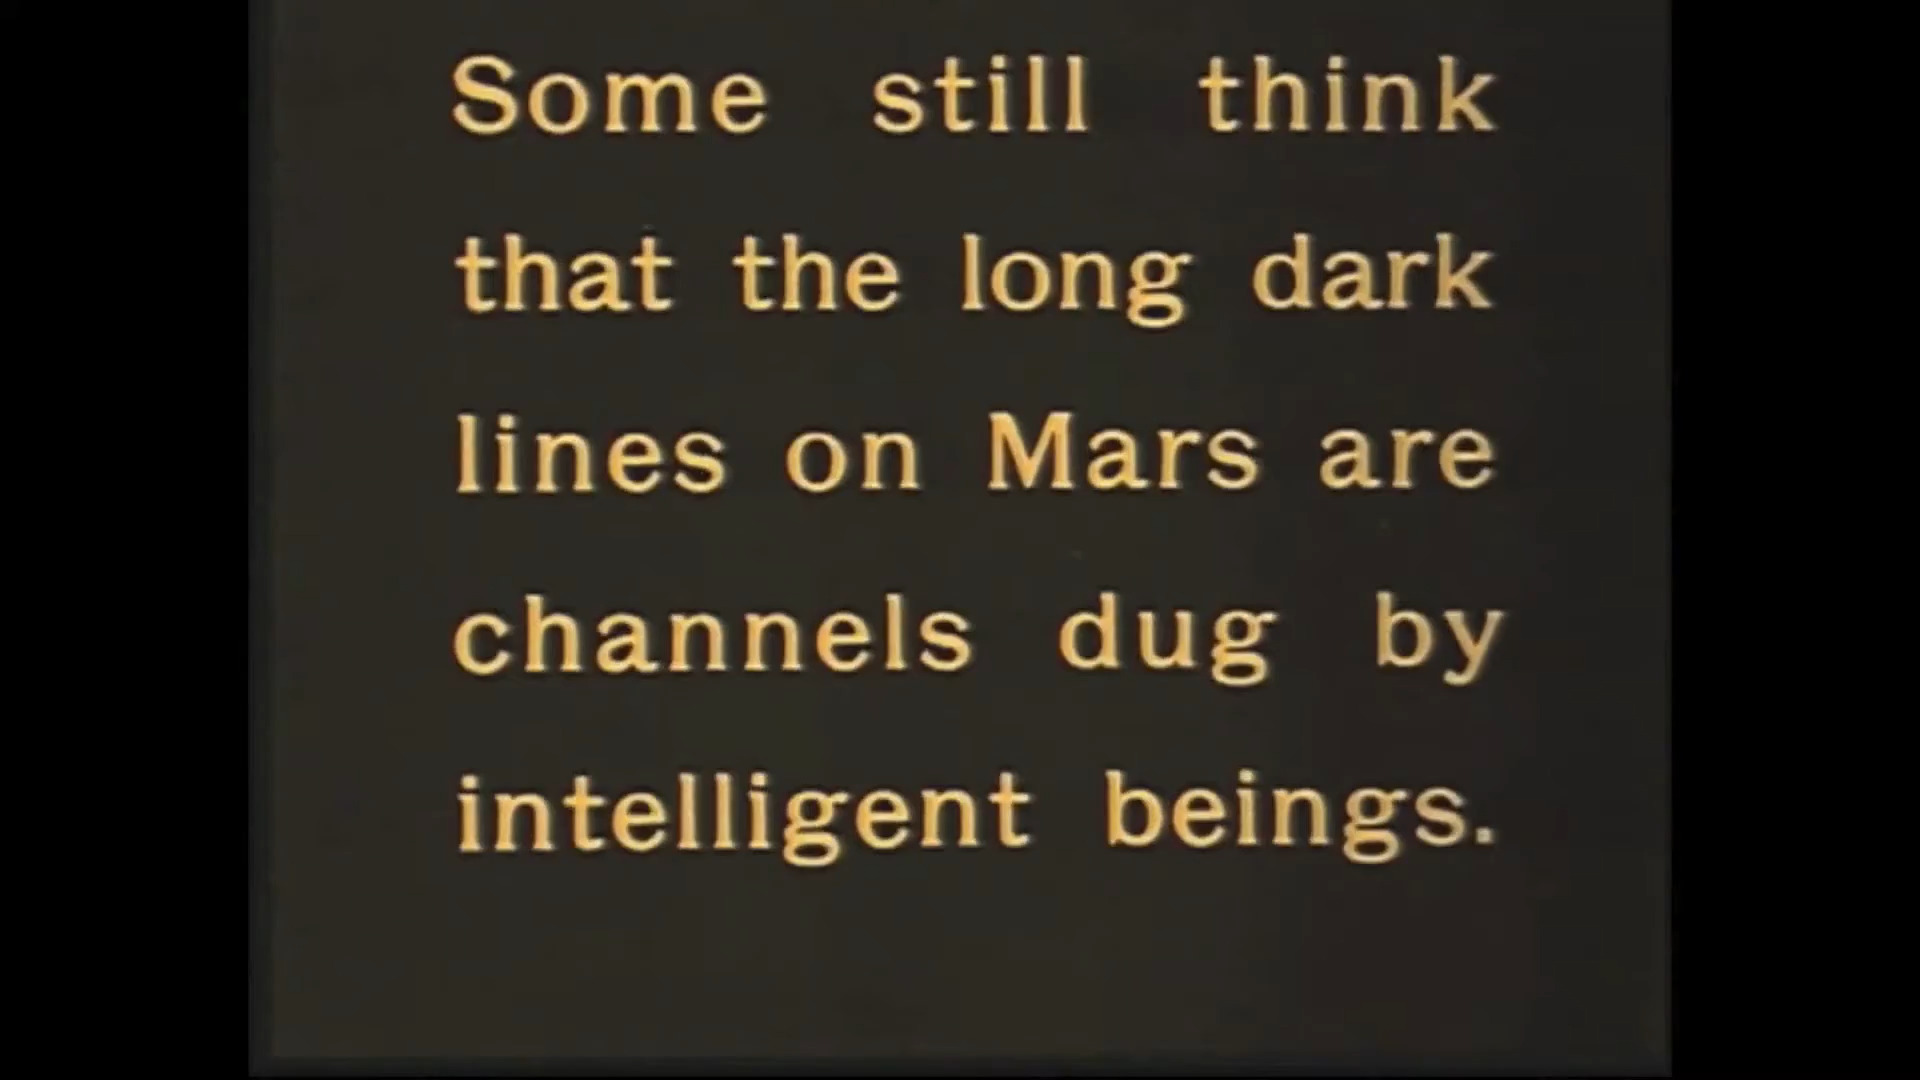 Some still think
that the long dark
lines on Mars are
channels dug by
intelligent beings.